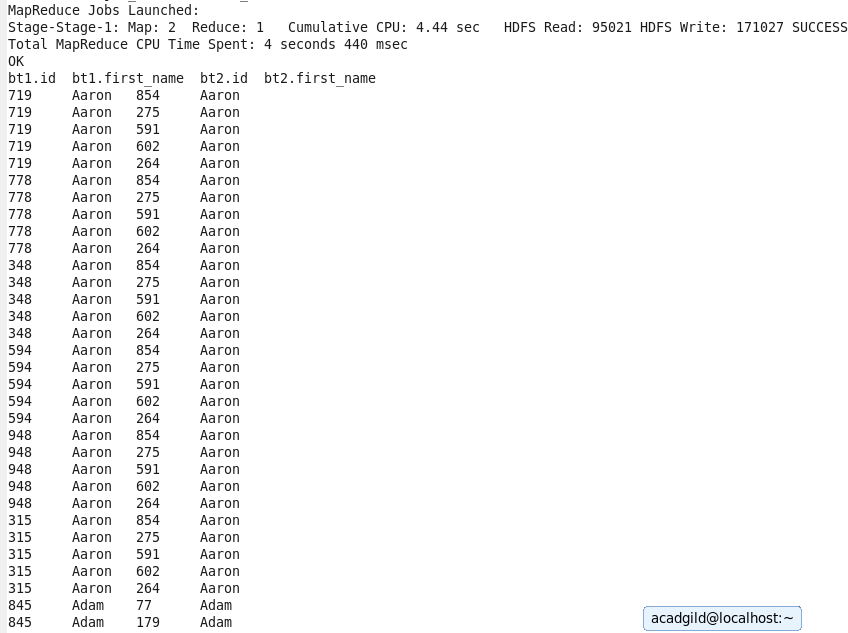 MapReduce Jobs Launched:
Stage-Stage-1: Map: 2  Reduce: 1   Cumulative CPU: 4.44 sec   HDFS Read: 95021 HDFS Write: 171027 SUCCESS
Total MapReduce CPU Time Spent: 4 seconds 440 msec
OK
bt1.id  bt1.first_name  bt2.id  bt2.first_name
719     Aaron   854     Aaron
719     Aaron   275     Aaron
719     Aaron   591     Aaron
719     Aaron   602     Aaron
719     Aaron   264     Aaron
778     Aaron   854     Aaron
778     Aaron   275     Aaron
778     Aaron   591     Aaron
778     Aaron   602     Aaron
778     Aaron   264     Aaron
348     Aaron   854     Aaron
348     Aaron   275     Aaron
348     Aaron   591     Aaron
348     Aaron   602     Aaron
348     Aaron   264     Aaron
594     Aaron   854     Aaron
594     Aaron   275     Aaron
594     Aaron   591     Aaron
594     Aaron   602     Aaron
594     Aaron   264     Aaron
948     Aaron   854     Aaron
948     Aaron   275     Aaron
948     Aaron   591     Aaron
948     Aaron   602     Aaron
948     Aaron   264     Aaron
315     Aaron   854     Aaron
315     Aaron   275     Aaron
315     Aaron   591     Aaron
315     Aaron   602     Aaron
315     Aaron   264     Aaron
845     Adam    77      Adam
845     Adam    179     Adam
acadgild@localhost:~